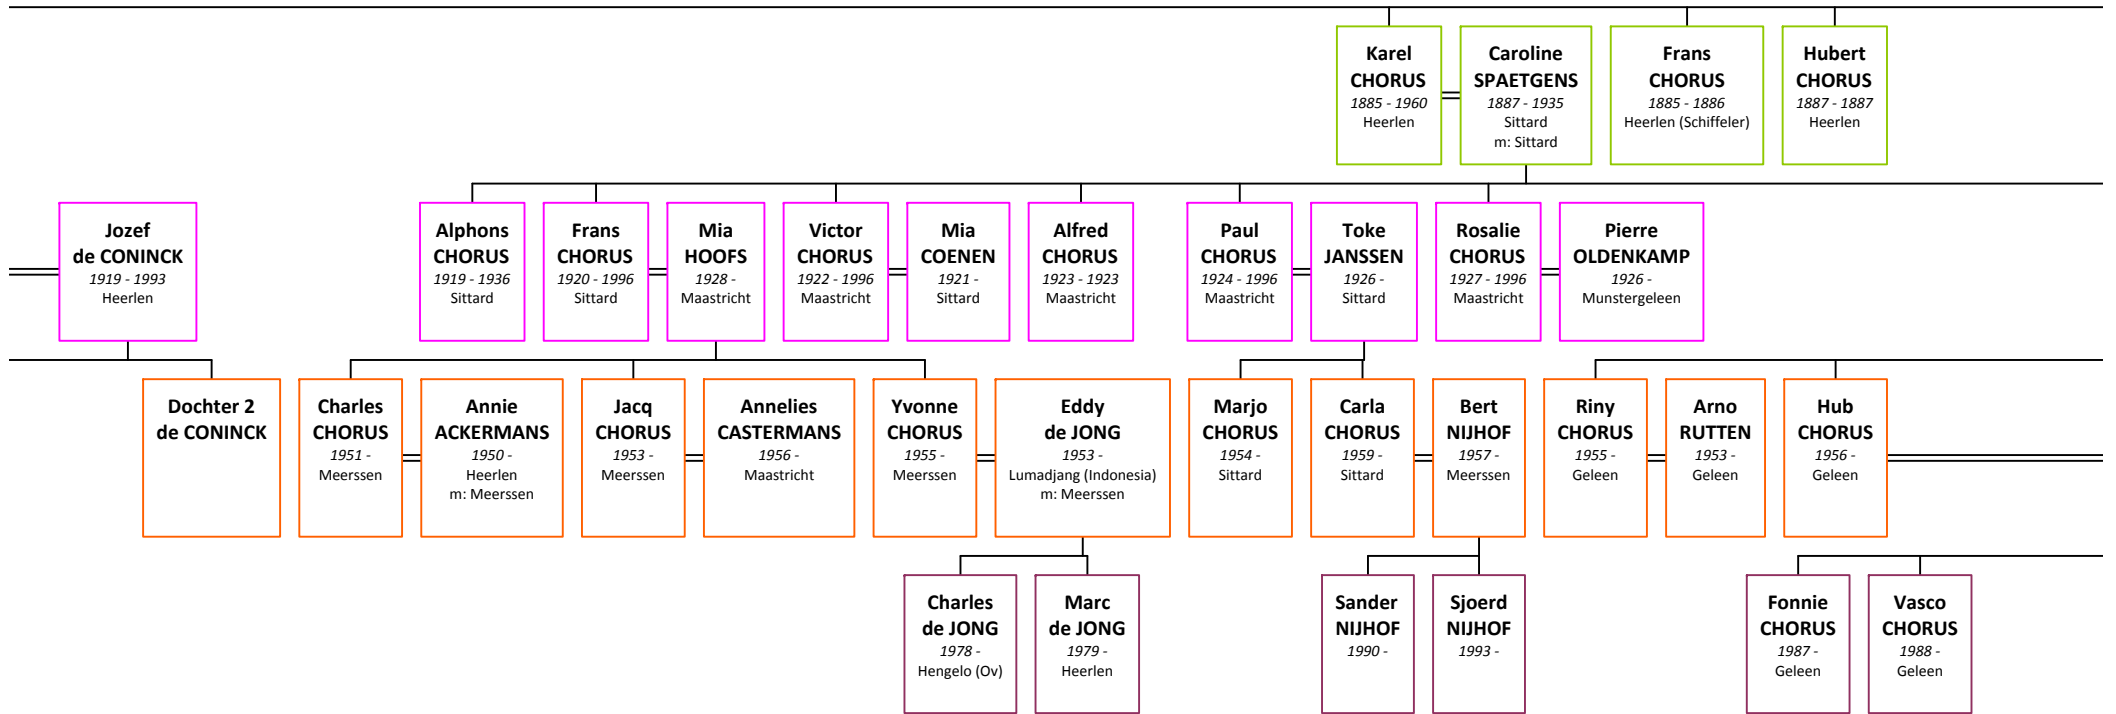 Karel
CHORUS
1885 - 1960
Heerlen
Caroline
SPAETGENS
1887 - 1935
Sittard
m: Sittard
Frans
CHORUS
1885 - 1886
Heerlen (Schiffeler)
Hubert
CHORUS
1887 - 1887
Heerlen
Jozef
de CONINCK
1919 - 1993
Heerlen
Alphons
CHORUS
1919 - 1936
Sittard
Frans
CHORUS
1920 - 1996
Sittard
Mia
HOOFS
1928 -
Maastricht
Victor
CHORUS
1922 - 1996
Maastricht
Mia
COENEN
1921 -
Sittard
Alfred
CHORUS
1923 - 1923
Maastricht
Paul
CHORUS
1924 - 1996
Maastricht
Toke
JANSSEN
1926 -
Sittard
Rosalie
CHORUS
1927 - 1996
Maastricht
Pierre
OLDENKAMP
1926 -
Munstergeleen
Dochter 2
de CONINCK
Charles
CHORUS
1951 -
Meerssen
Annie
ACKERMANS
1950 -
Heerlen
m: Meerssen
Jacq
CHORUS
1953 -
Meerssen
Annelies
CASTERMANS
1956 -
Maastricht
Yvonne
CHORUS
1955 -
Meerssen
Eddy
de JONG
1953 -
Lumadjang (Indonesia)
m: Meerssen
Marjo
CHORUS
1954 -
Sittard
Carla
CHORUS
1959 -
Sittard
Bert
NIJHOF
1957 -
Meerssen
Riny
CHORUS
1955 -
Geleen
Arno
RUTTEN
1953 -
Geleen
Hub
CHORUS
1956 -
Geleen
Charles
de JONG
1978 -
Hengelo (Ov)
Marc
de JONG
1979 -
Heerlen
Sander
NIJHOF
1990 -
Sjoerd
NIJHOF
1993 -
Fonnie
CHORUS
1987 -
Geleen
Vasco
CHORUS
1988 -
Geleen